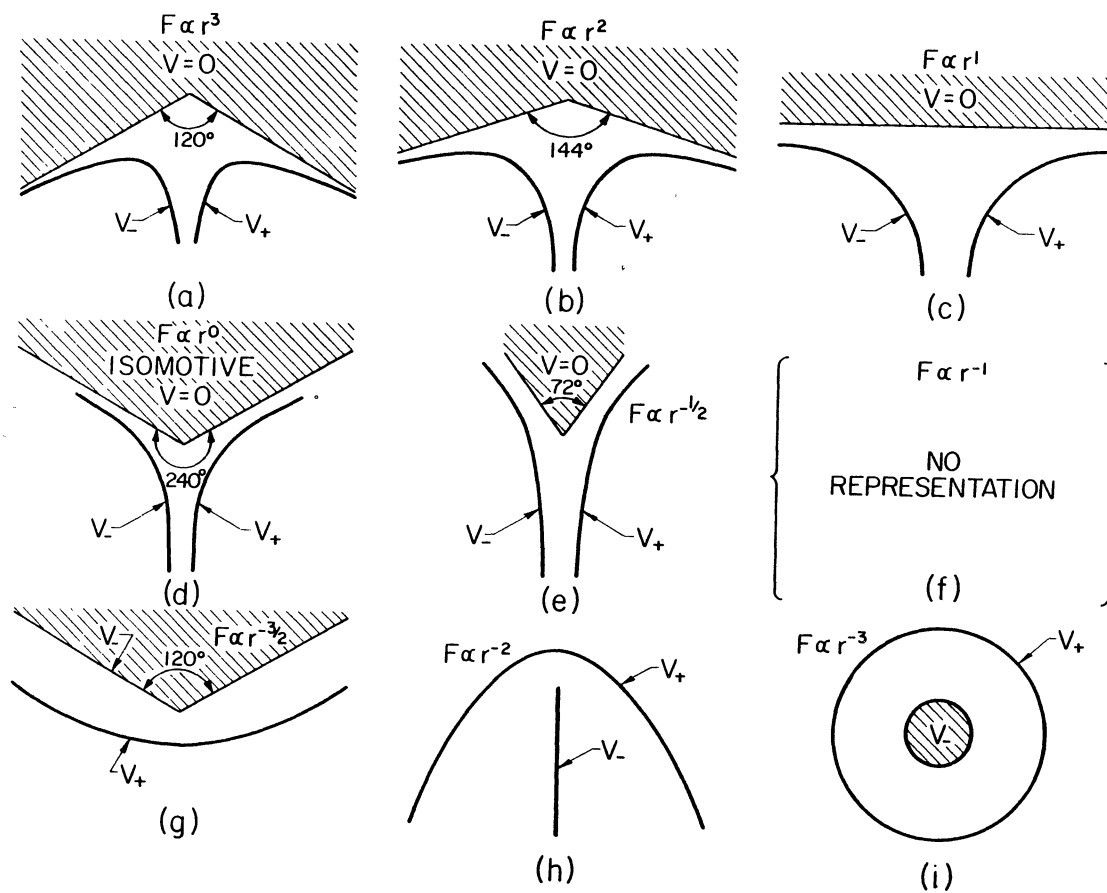 F∝r³
V=0
120°
V₋
V₊
(a)
F∝r²
V=0
144°
V₋
V₊
(b)
F∝r¹
V=0
V₋
V₊
(c)
F∝r⁰
ISOMOTIVE
V=0
240°
V₋
V₊
(d)
V=0
72°
F∝r⁻¹/²
V₋
V₊
(e)
F∝r⁻¹
NO
REPRESENTATION
(f)
V₋
F∝r⁻³/²
120°
V₊
(g)
F∝r⁻²
V₊
V₋
(h)
F∝r⁻³
V₊
V₋
(i)